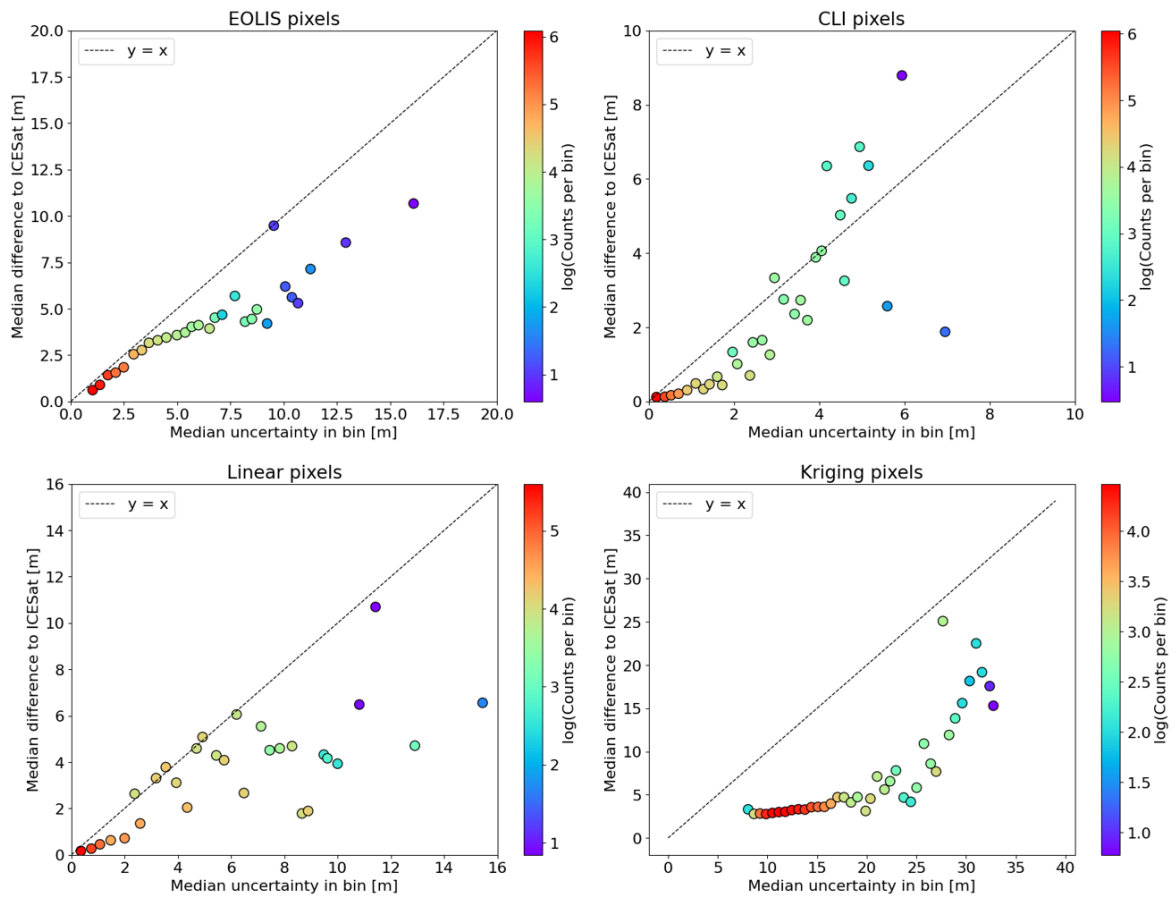 EOLIS pixels
y = x
Median difference to ICESat [m]
20.0
17.5
15.0
12.5
10.0
7.5
5.0
2.5
0.0
0.0 2.5 5.0 7.5 10.0 12.5 15.0 17.5 20.0
Median uncertainty in bin [m]
6
5
4
3
2
1
log(Counts per bin)
CLI pixels
y = x
Median difference to ICESat [m]
10
8
6
4
2
0
0 2 4 6 8 10
Median uncertainty in bin [m]
6
5
4
3
2
1
log(Counts per bin)
Linear pixels
y = x
Median difference to ICESat [m]
16
14
12
10
8
6
4
2
0
0 2 4 6 8 10 12 14 16
Median uncertainty in bin [m]
5
4
3
2
1
log(Counts per bin)
Kriging pixels
y = x
Median difference to ICESat [m]
40
35
30
25
20
15
10
5
0
0 5 10 15 20 25 30 35 40
Median uncertainty in bin [m]
4.0
3.5
3.0
2.5
2.0
1.5
1.0
log(Counts per bin)